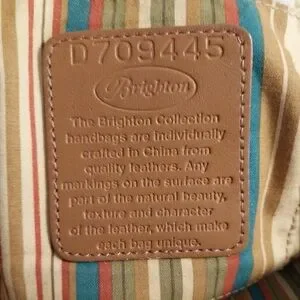 D709445
Brighton
The Brighton Collection
handbags are individually
crafted in China from
quality leathers. Any
markings on the surface are
part of the natural beauty,
texture and character
of the leather, which make
each bag unique.